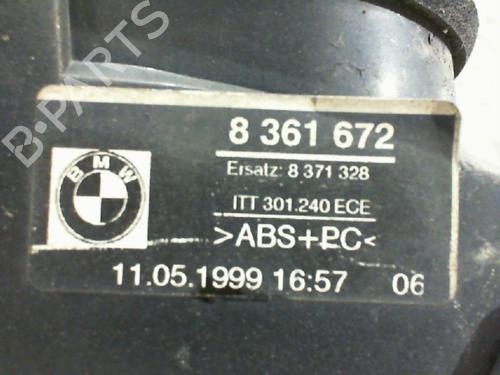 B-PARTS
BMW
8 361 672
Ersatz: 8 371 328
ITT 301.240 ECE
>ABS+PC<
11.05.1999 16:57 06